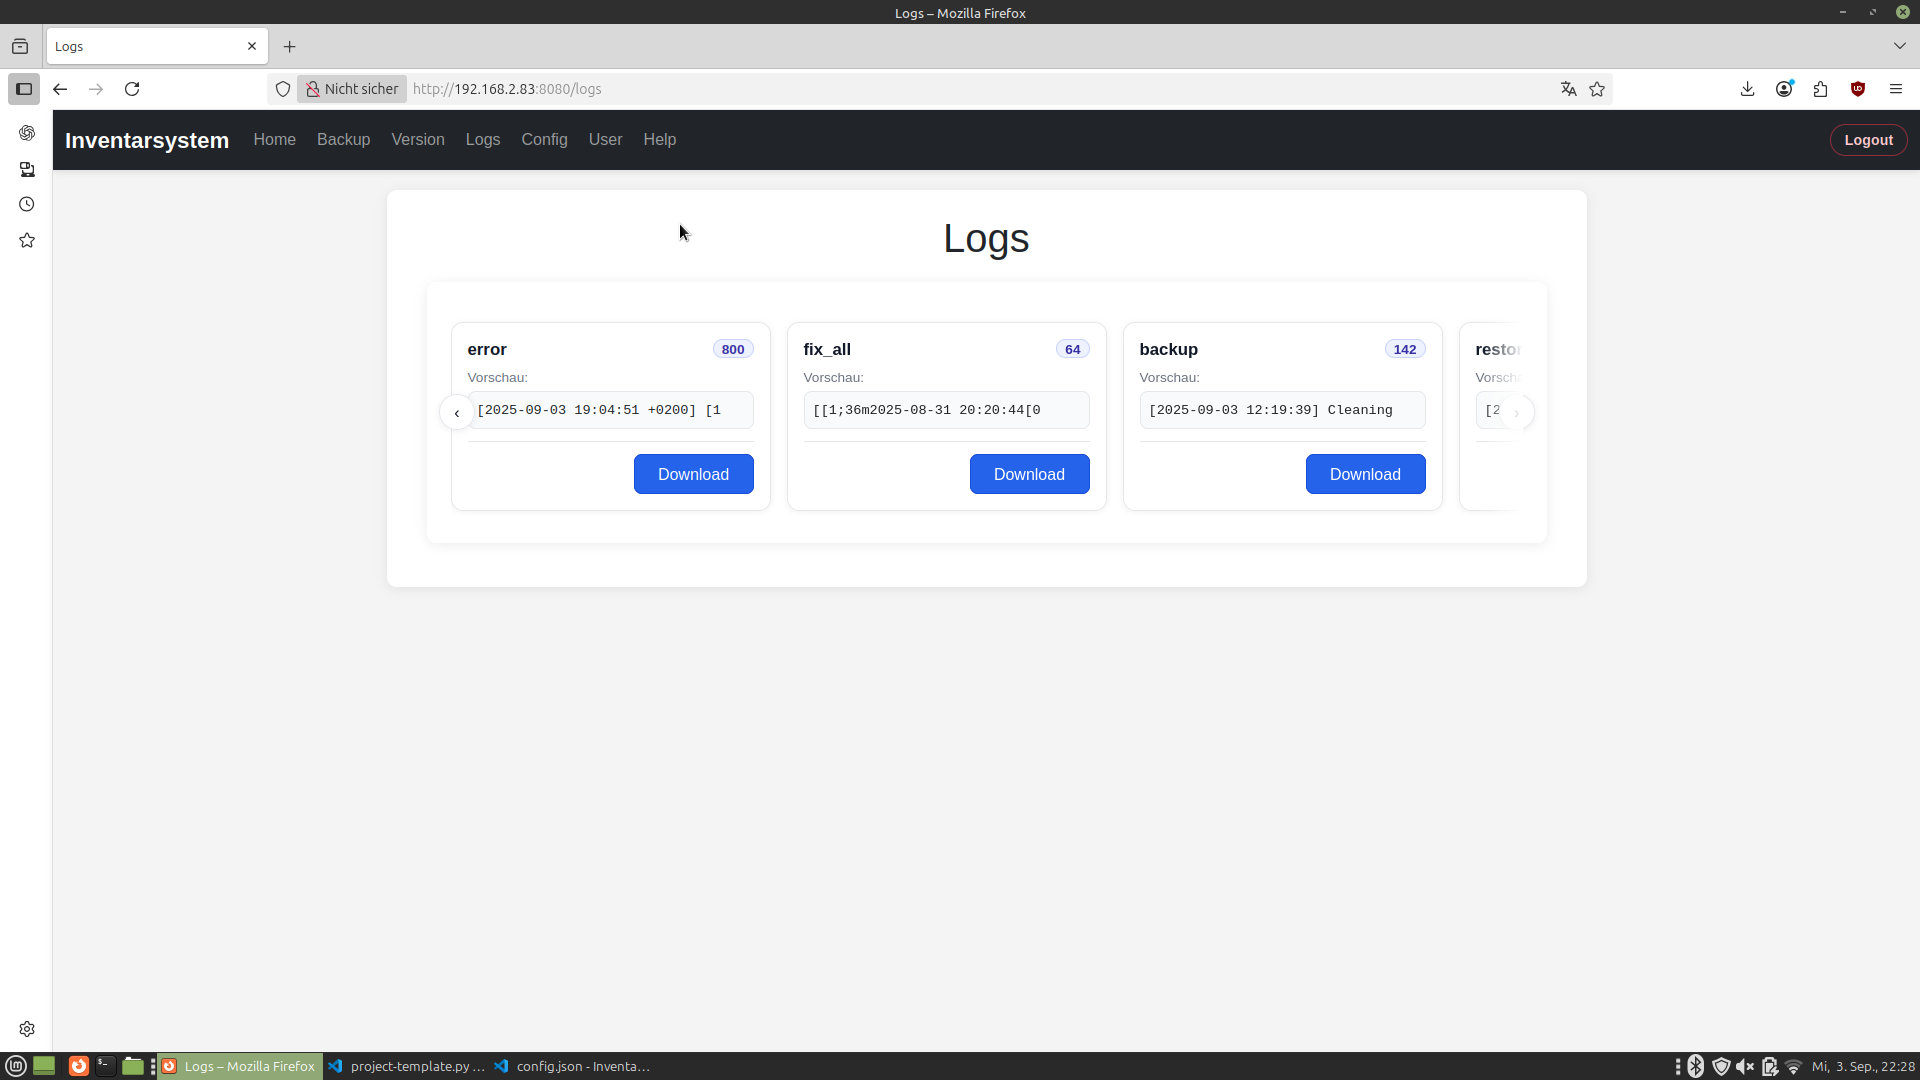 Logs – Mozilla Firefox
Logs
Nicht sicher http://192.168.2.83:8080/logs
Inventarsystem Home Backup Version Logs Config User Help Logout
Logs
error 800
Vorschau:
[2025-09-03 19:04:51 +0200] [1
Download
fix_all 64
Vorschau:
[[1;36m2025-08-31 20:20:44[0
Download
backup 142
Vorschau:
[2025-09-03 12:19:39] Cleaning
Download
restor
Vorsch
[2
Logs – Mozilla Firefox project-template.py ... config.json - Inventa... Mi, 3. Sep., 22:28